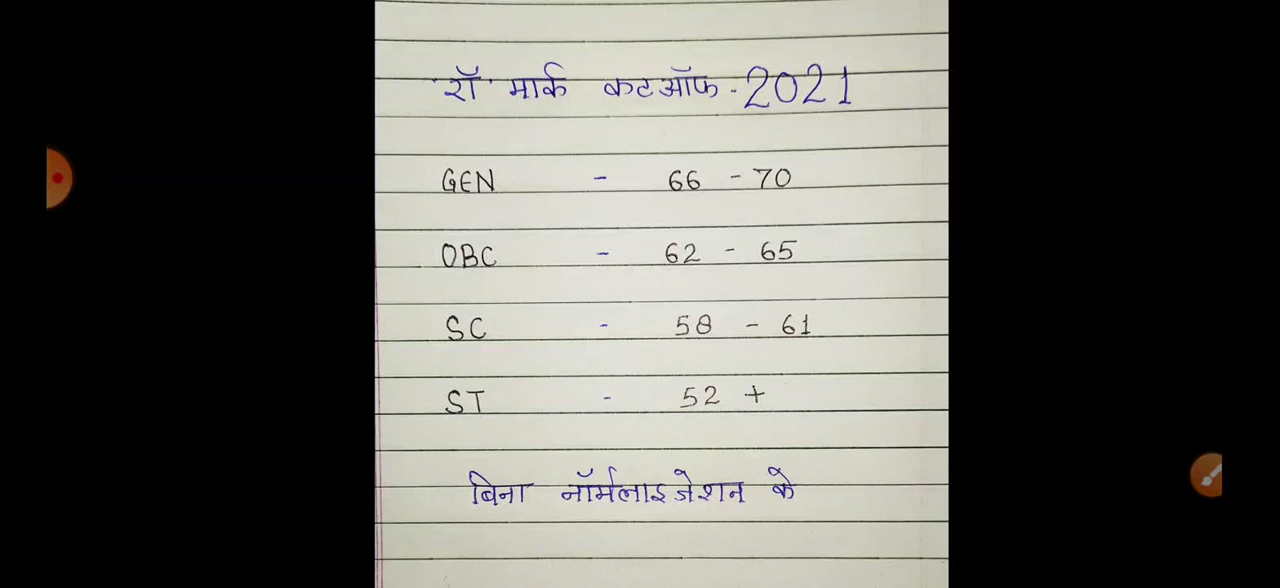 'रॉ' मार्क कटऑफ - 2021
GEN - 66 - 70
OBC - 62 - 65
SC - 58 - 61
ST - 52 +
बिना नॉर्मलाइजेशन के